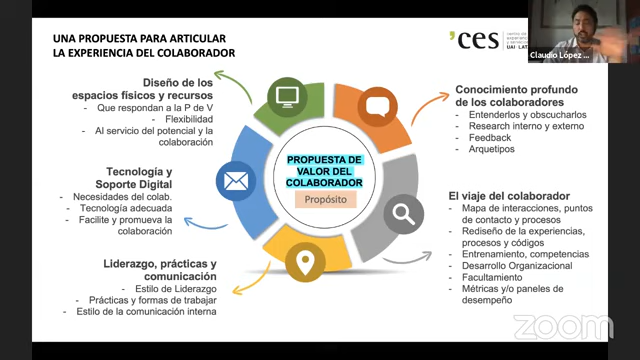 UNA PROPUESTA PARA ARTICULAR
LA EXPERIENCIA DEL COLABORADOR
'ces
UAI LAT
Claudio López
Diseño de los
espacios físicos y recursos
- Que respondan a la P de V
- Flexibilidad
- Al servicio del potencial y la
colaboración
Conocimiento profundo
de los colaboradores
- Entenderlos y obscucharlos
- Research interno y externo
- Feedback
- Arquetipos
PROPUESTA DE
VALOR DEL
COLABORADOR
Propósito
Tecnología y
Soporte Digital
- Necesidades del colab.
- Tecnología adecuada
- Facilite y promueva la
colaboración
El viaje del colaborador
- Mapa de interacciones, puntos
de contacto y procesos
- Rediseño de la experiencias,
procesos y códigos
- Entrenamiento, competencias
- Desarrollo Organizacional
- Facultamiento
- Métricas y/o paneles de
desempeño
Liderazgo, prácticas y
comunicación
- Estilo de Liderazgo
- Prácticas y formas de trabajar
- Estilo de la comunicación interna
zoom